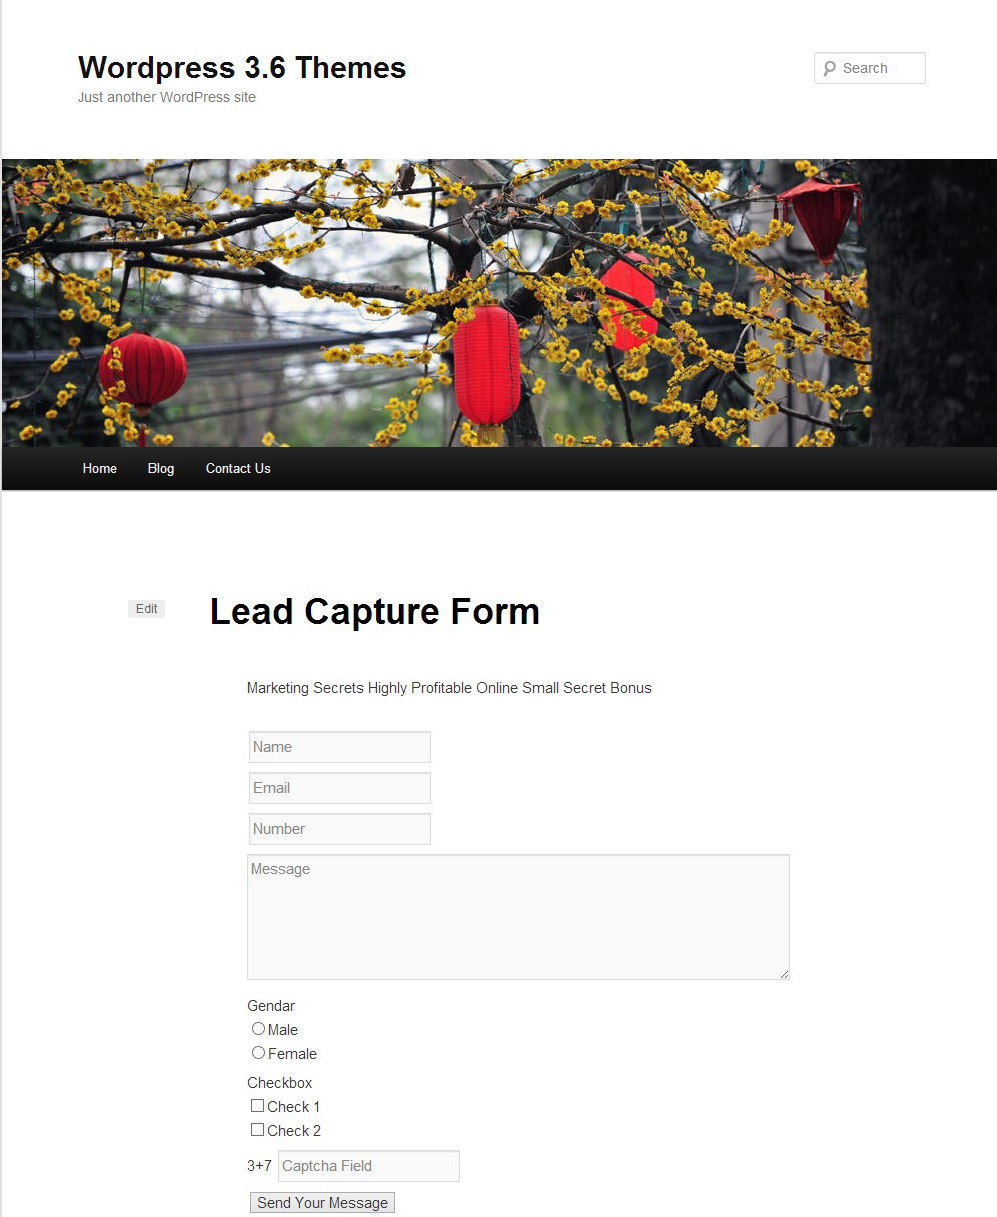 Wordpress 3.6 Themes
Just another WordPress site
Search
Home Blog Contact Us
Edit
Lead Capture Form
Marketing Secrets Highly Profitable Online Small Secret Bonus
Name
Email
Number
Message
Gendar
Male
Female
Checkbox
Check 1
Check 2
3+7 Captcha Field
Send Your Message